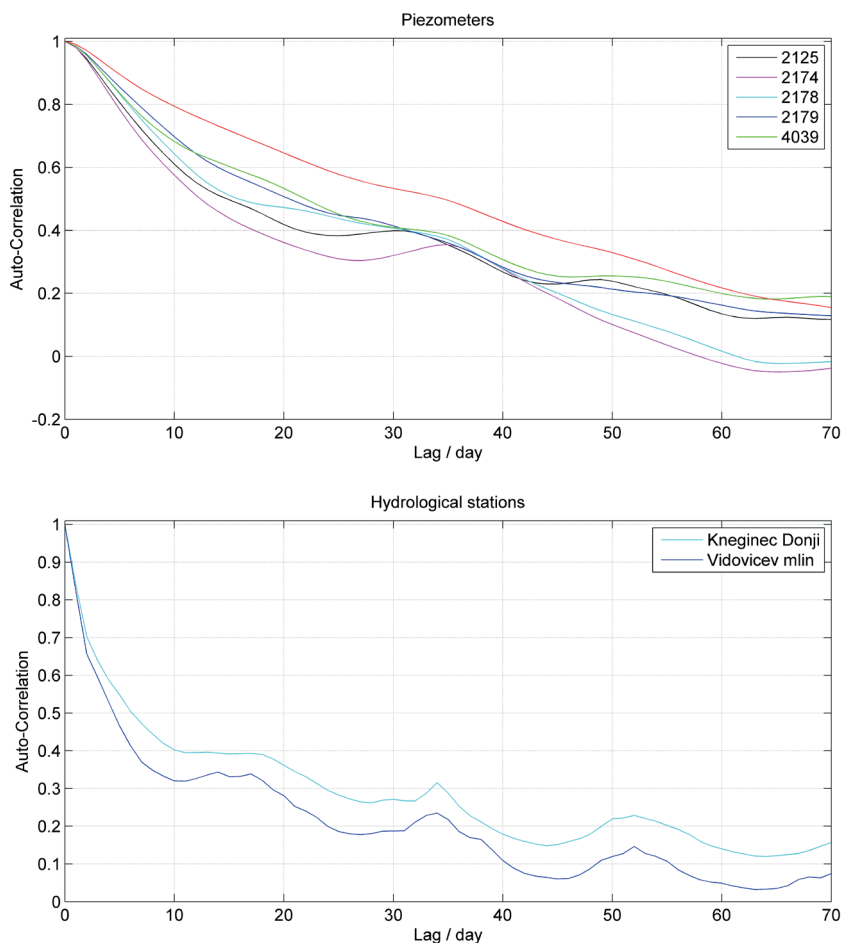 Piezometers
1
0.8
0.6
0.4
0.2
0
-0.2
Auto-Correlation
2125
2174
2178
2179
4039
0 10 20 30 40 50 60 70
Lag / day
Hydrological stations
1
0.9
0.8
0.7
0.6
0.5
0.4
0.3
0.2
0.1
0
Auto-Correlation
Kneginec Donji
Vidovicev mlin
0 10 20 30 40 50 60 70
Lag / day